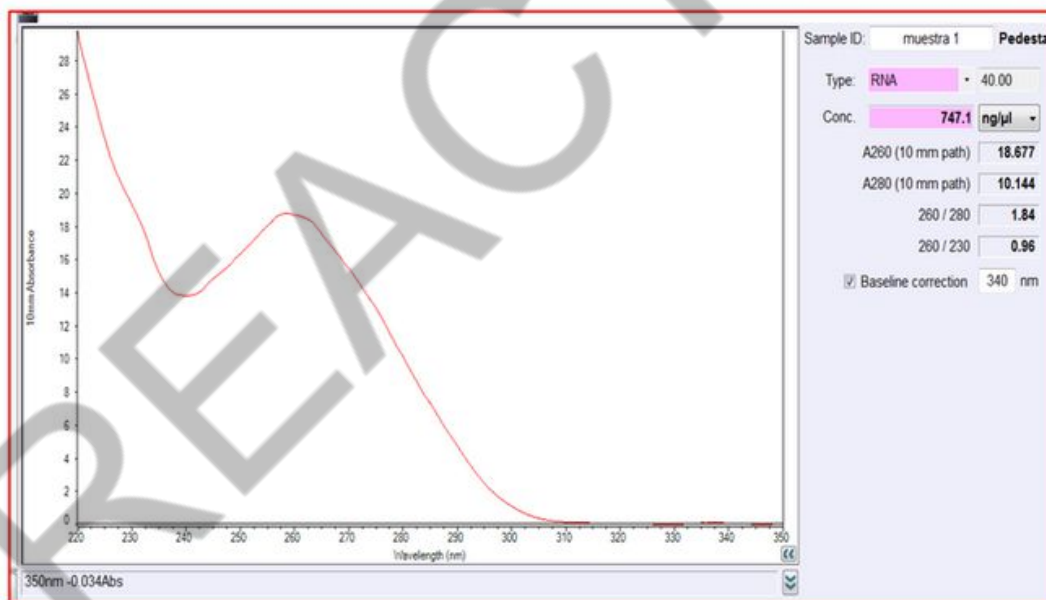 Sample ID: muestra 1 Pedesta
Type: RNA 40.00
Conc. 747.1 ng/µl
A260 (10 mm path) 18.677
A280 (10 mm path) 10.144
260 / 280 1.84
260 / 230 0.96
Baseline correction 340 nm
10mm Absorbance
28
26
24
22
20
18
16
14
12
10
8
6
4
2
0
220 230 240 250 260 270 280 290 300 310 320 330 340 350
Wavelength (nm)
350nm -0.034Abs
REACT